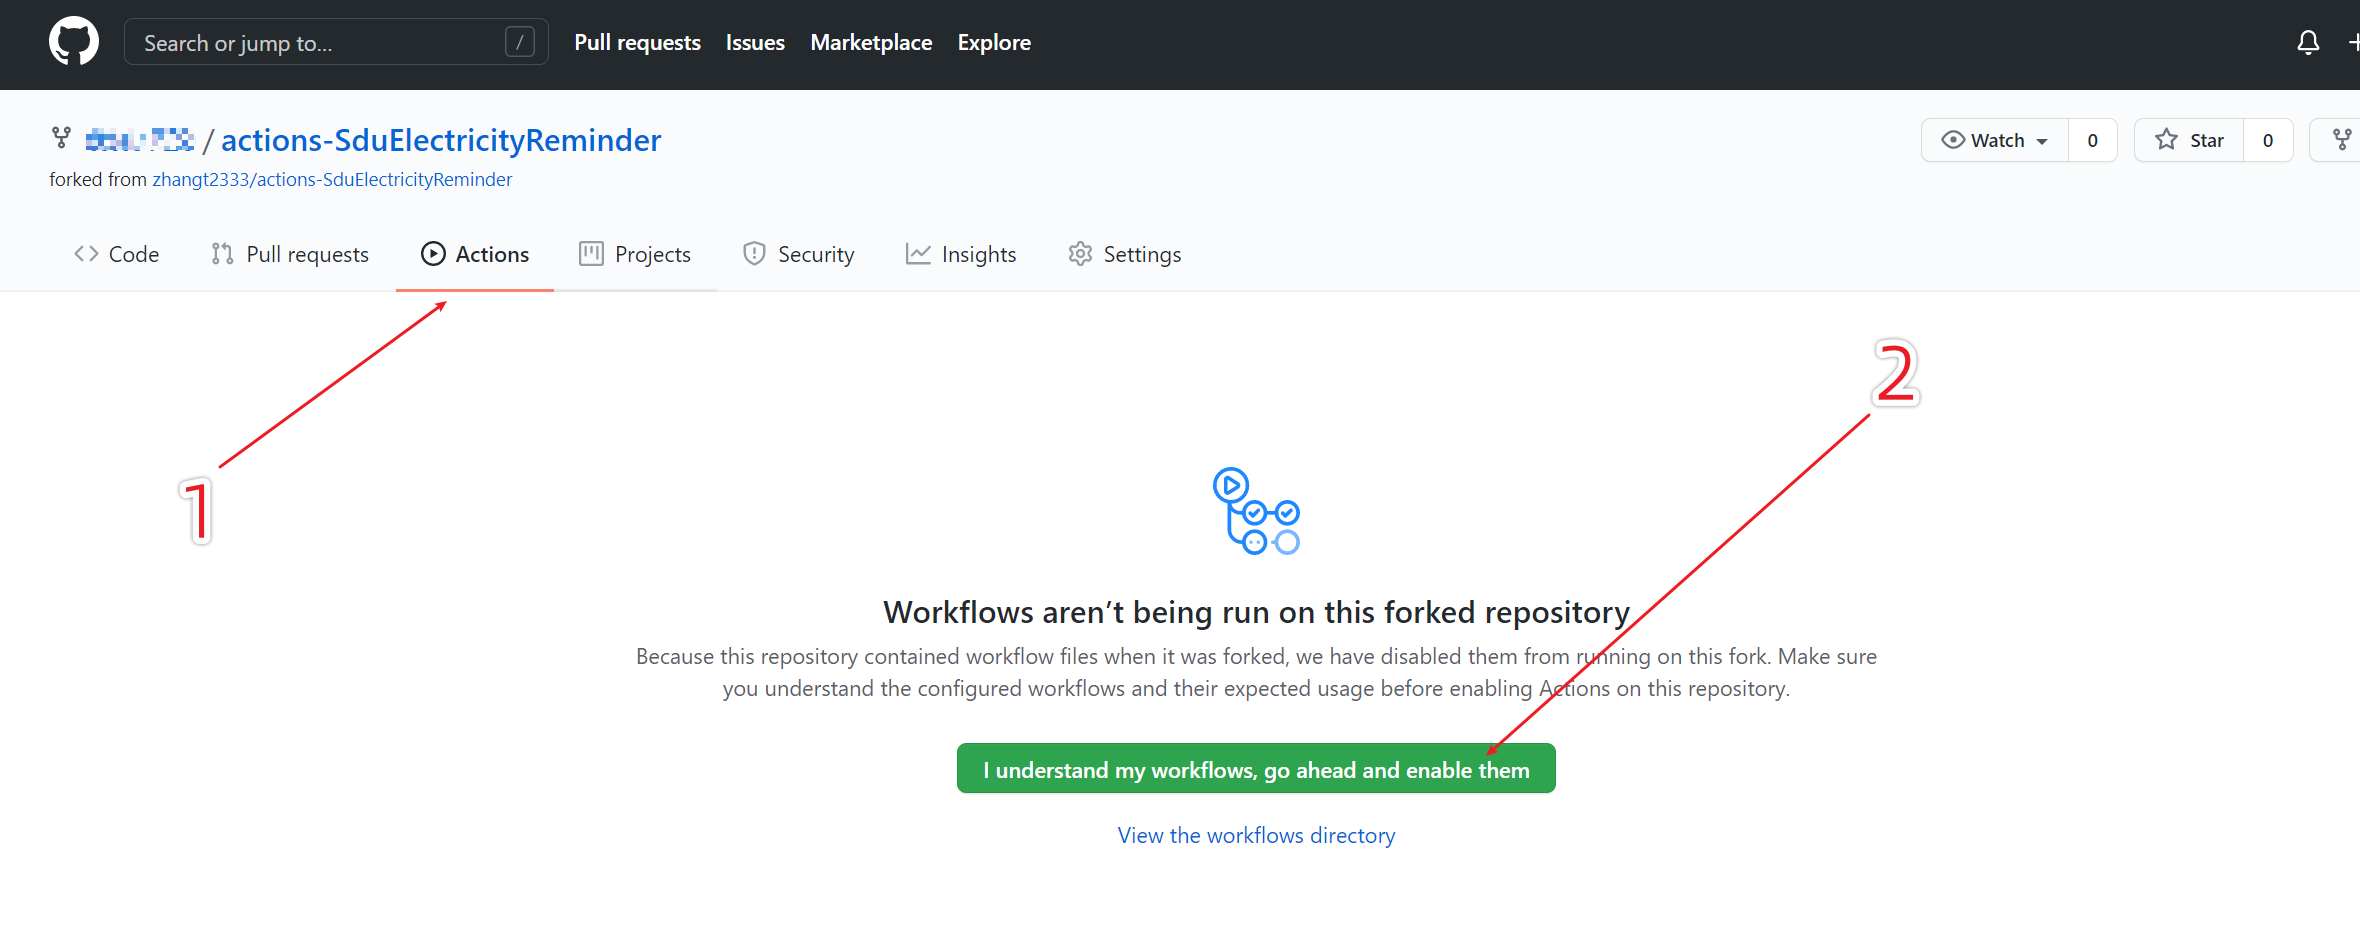 Search or jump to... / Pull requests Issues Marketplace Explore
/ actions-SduElectricityReminder Watch 0 Star 0
forked from zhangt2333/actions-SduElectricityReminder
Code Pull requests Actions Projects Security Insights Settings
2
1
Workflows aren’t being run on this forked repository
Because this repository contained workflow files when it was forked, we have disabled them from running on this fork. Make sure
you understand the configured workflows and their expected usage before enabling Actions on this repository.
I understand my workflows, go ahead and enable them
View the workflows directory